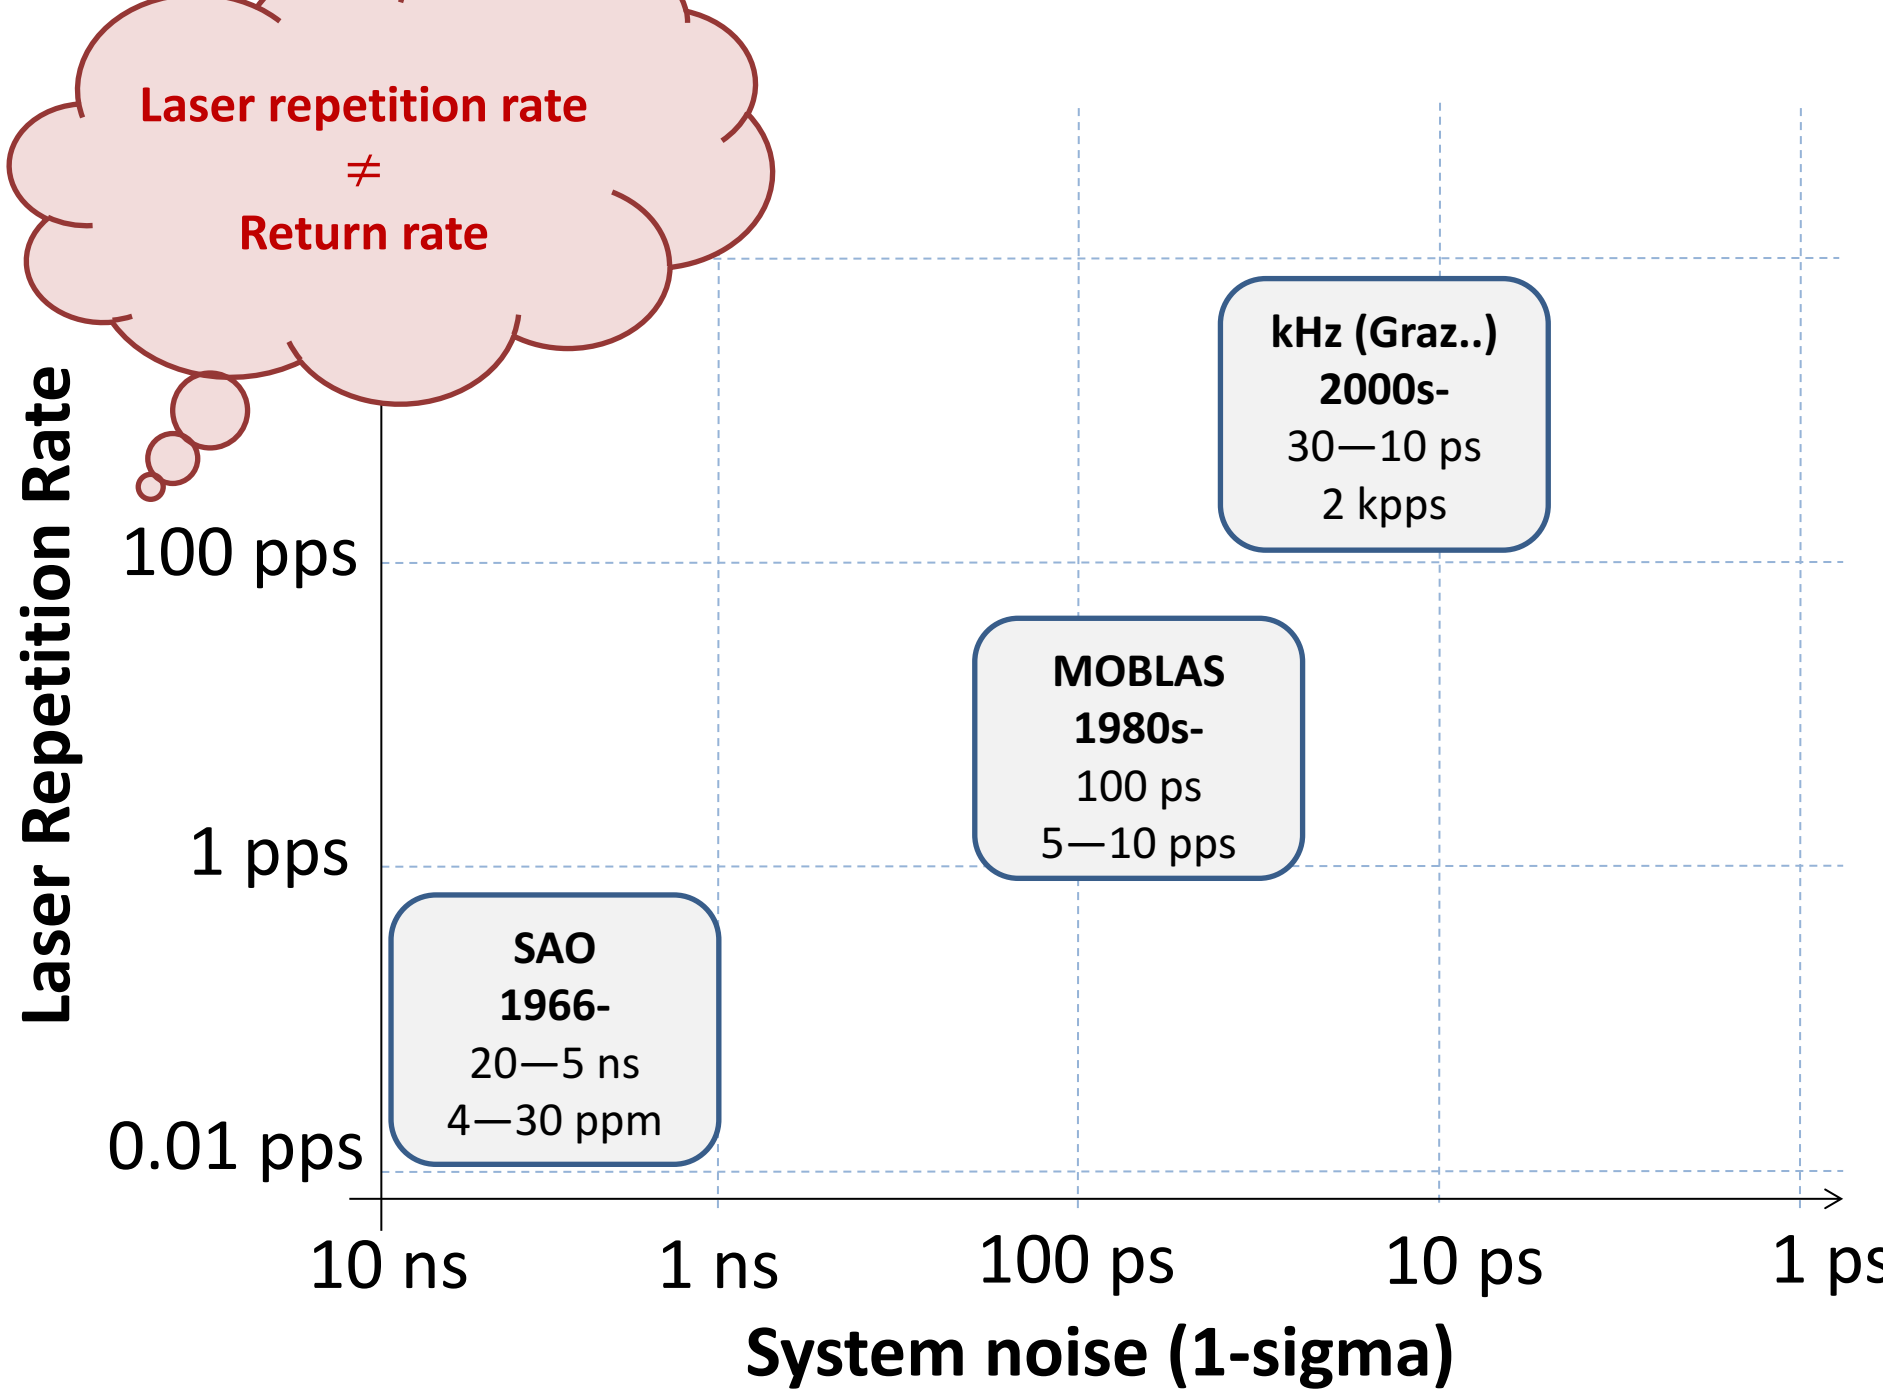 Laser repetition rate
≠
Return rate
Laser Repetition Rate
kHz (Graz..)
2000s-
30—10 ps
2 kpps
100 pps
MOBLAS
1980s-
100 ps
5—10 pps
1 pps
SAO
1966-
20—5 ns
4—30 ppm
0.01 pps
10 ns
1 ns
100 ps
10 ps
1 ps
System noise (1-sigma)